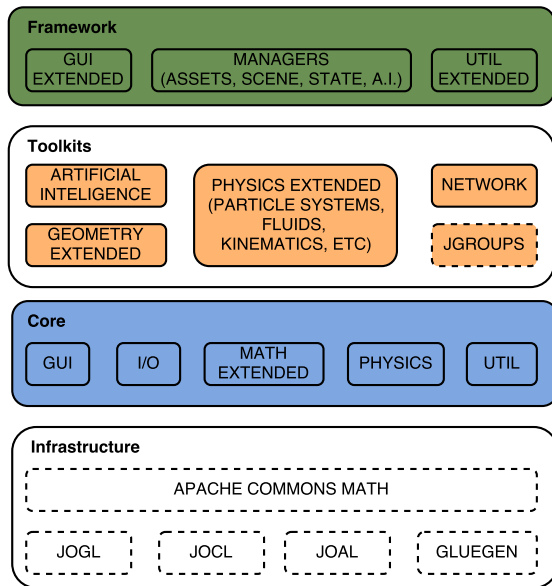 Framework
GUI
EXTENDED
MANAGERS
(ASSETS, SCENE, STATE, A.I.)
UTIL
EXTENDED
Toolkits
ARTIFICIAL
INTELIGENCE
PHYSICS EXTENDED
(PARTICLE SYSTEMS,
FLUIDS,
KINEMATICS, ETC)
NETWORK
GEOMETRY
EXTENDED
JGROUPS
Core
GUI
I/O
MATH
EXTENDED
PHYSICS
UTIL
Infrastructure
APACHE COMMONS MATH
JOGL
JOCL
JOAL
GLUEGEN